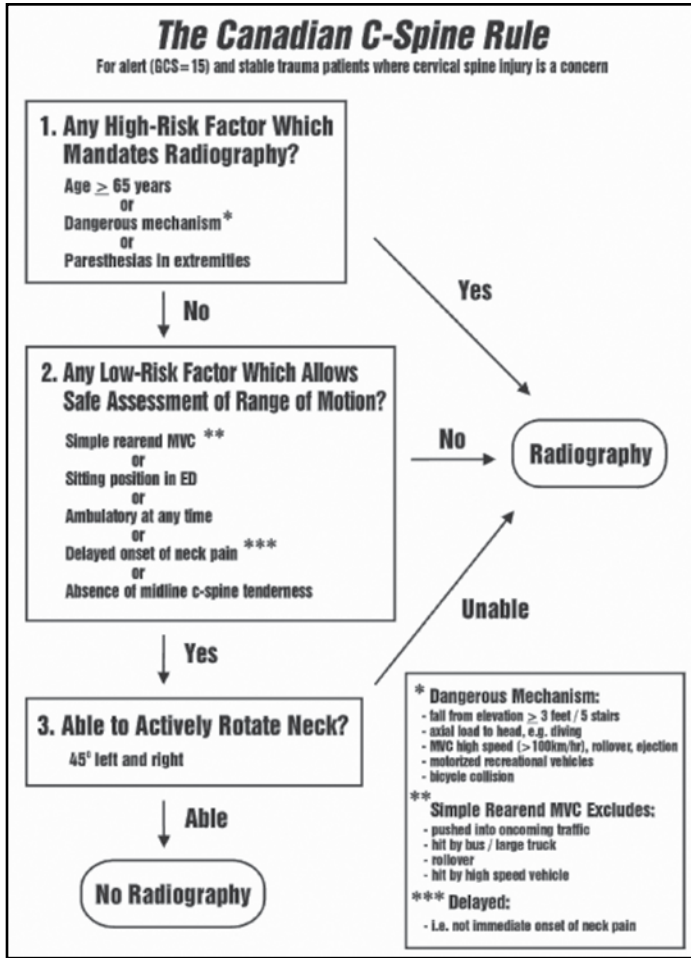 The Canadian C-Spine Rule
For alert (GCS=15) and stable trauma patients where cervical spine injury is a concern
1. Any High-Risk Factor Which
Mandates Radiography?
Age ≥ 65 years
or
Dangerous mechanism*
or
Paresthesias in extremities
Yes
No
2. Any Low-Risk Factor Which Allows
Safe Assessment of Range of Motion?
Simple rearend MVC **
or
Sitting position in ED
or
Ambulatory at any time
or
Delayed onset of neck pain ***
or
Absence of midline c-spine tenderness
No
Radiography
Yes
Unable
3. Able to Actively Rotate Neck?
45° left and right
Able
No Radiography
* Dangerous Mechanism:
- fall from elevation ≥ 3 feet / 5 stairs
- axial load to head, e.g. diving
- MVC high speed (>100km/hr), rollover, ejection
- motorized recreational vehicles
- bicycle collision
** Simple Rearend MVC Excludes:
- pushed into oncoming traffic
- hit by bus / large truck
- rollover
- hit by high speed vehicle
*** Delayed:
- i.e. not immediate onset of neck pain